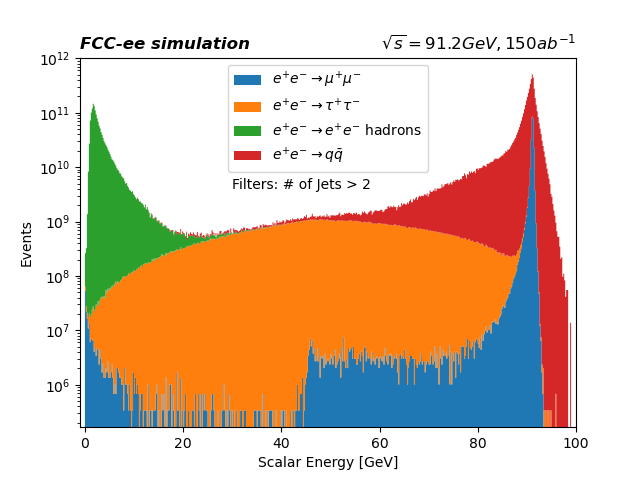 FCC-ee simulation
√s = 91.2GeV, 150ab⁻¹
e⁺e⁻ → μ⁺μ⁻
e⁺e⁻ → τ⁺τ⁻
e⁺e⁻ → e⁺e⁻ hadrons
e⁺e⁻ → qq̄
Filters: # of Jets > 2
Events
10¹²
10¹¹
10¹⁰
10⁹
10⁸
10⁷
10⁶
0 20 40 60 80 100
Scalar Energy [GeV]